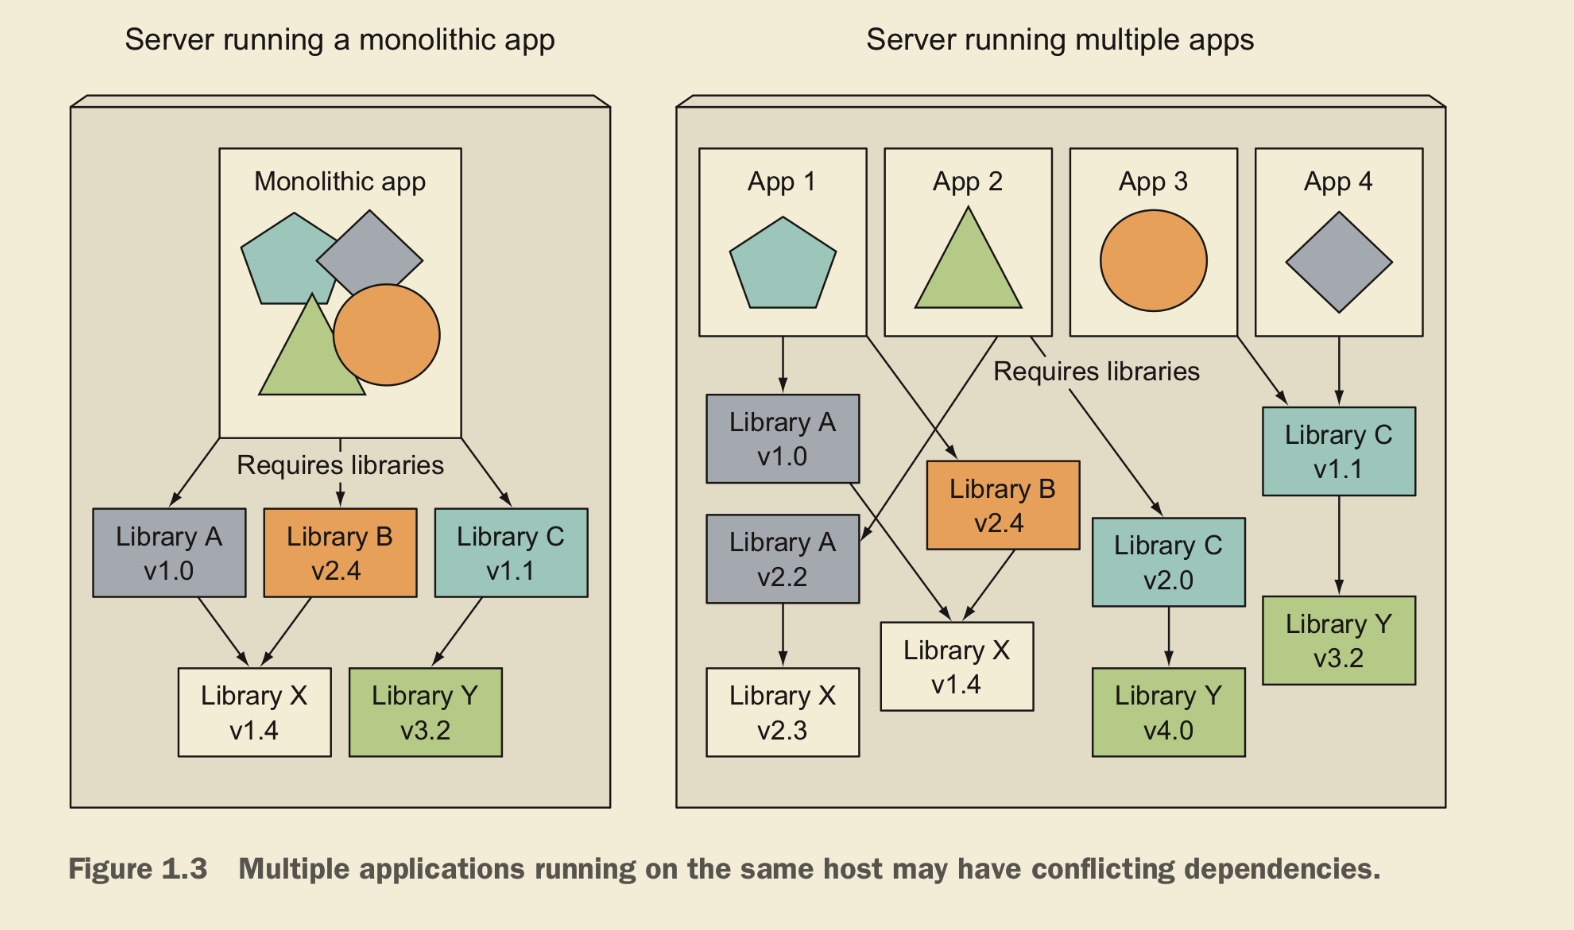 Server running a monolithic app
Server running multiple apps
Monolithic app
Requires libraries
Library A
v1.0
Library B
v2.4
Library C
v1.1
Library X
v1.4
Library Y
v3.2
App 1
App 2
App 3
App 4
Requires libraries
Library A
v1.0
Library B
v2.4
Library C
v1.1
Library A
v2.2
Library C
v2.0
Library X
v1.4
Library Y
v3.2
Library X
v2.3
Library Y
v4.0
Figure 1.3 Multiple applications running on the same host may have conflicting dependencies.